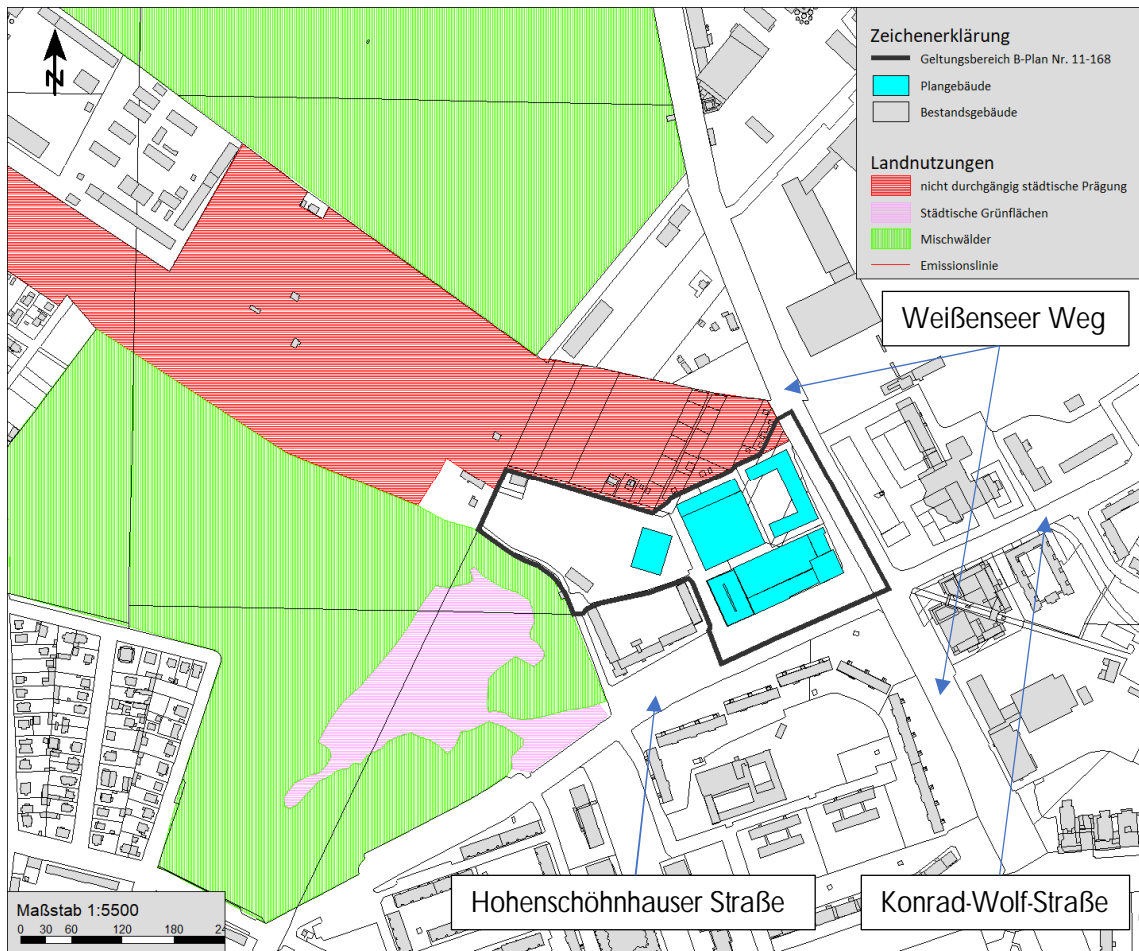 N
Zeichenerklärung
Geltungsbereich B-Plan Nr. 11-168
Plangebäude
Bestandsgebäude
Landnutzungen
nicht durchgängig städtische Prägung
Städtische Grünflächen
Mischwälder
Emissionslinie
Weißenseer Weg
Hohenschöhnhauser Straße
Konrad-Wolf-Straße
Maßstab 1:5500
0 30 60 120 180